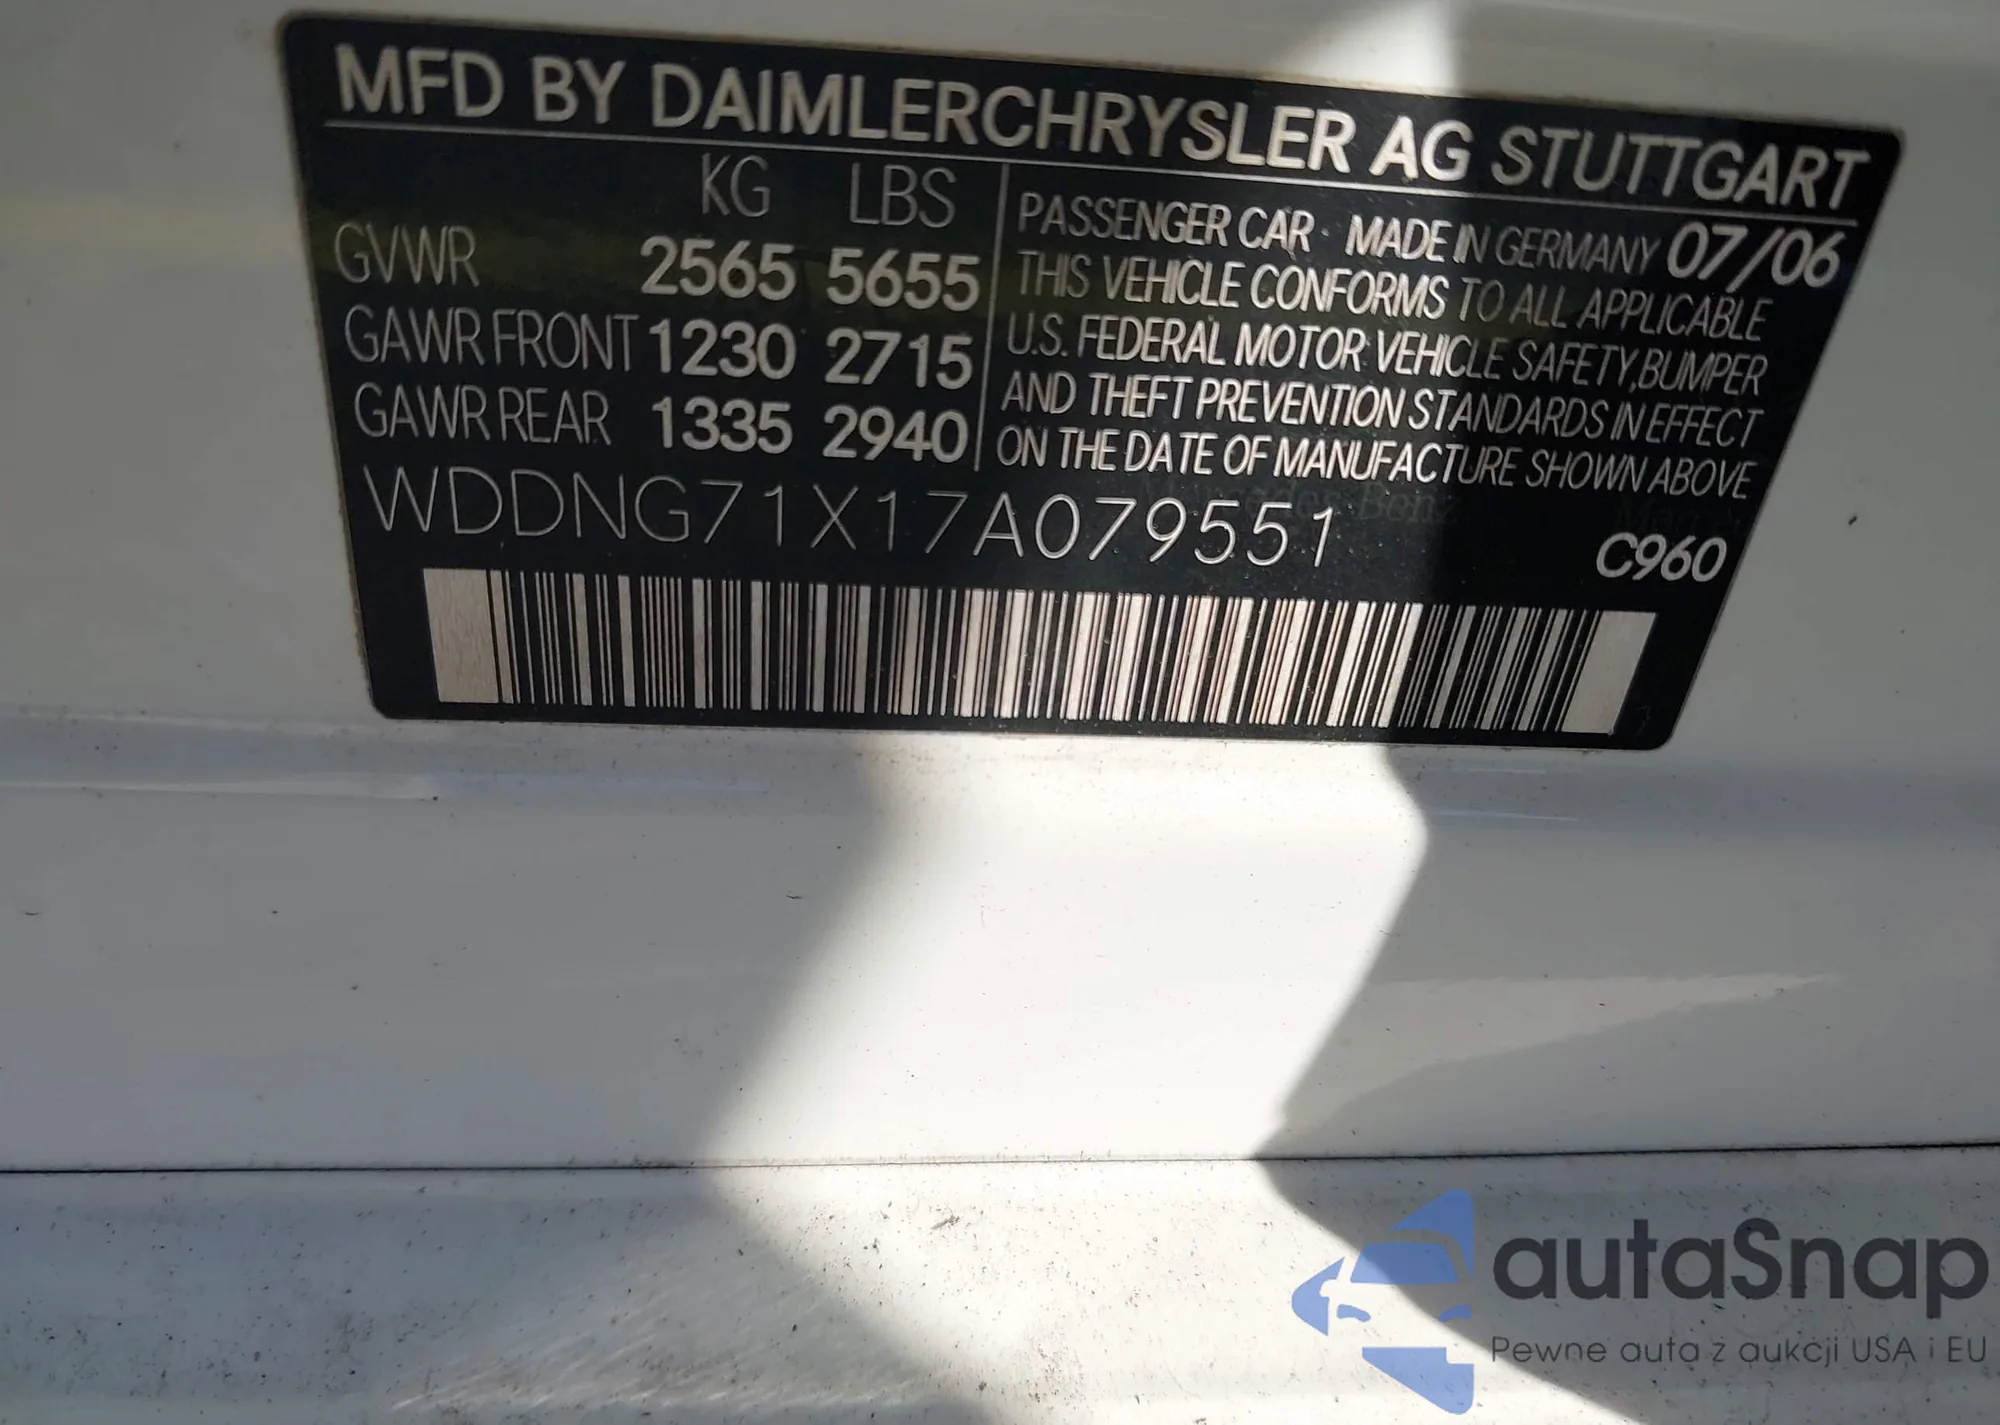 MFD BY DAIMLERCHRYSLER AG STUTTGART
KG LBS
GVWR 2565 5655
GAWR FRONT 1230 2715
GAWR REAR 1335 2940
PASSENGER CAR MADE IN GERMANY 07/06
THIS VEHICLE CONFORMS TO ALL APPLICABLE
U.S. FEDERAL MOTOR VEHICLE SAFETY, BUMPER
AND THEFT PREVENTION STANDARDS IN EFFECT
ON THE DATE OF MANUFACTURE SHOWN ABOVE
WDDNG71X17A079551
Mercedes-Benz
C960
autaSnap
Pewne auta z aukcji USA i EU